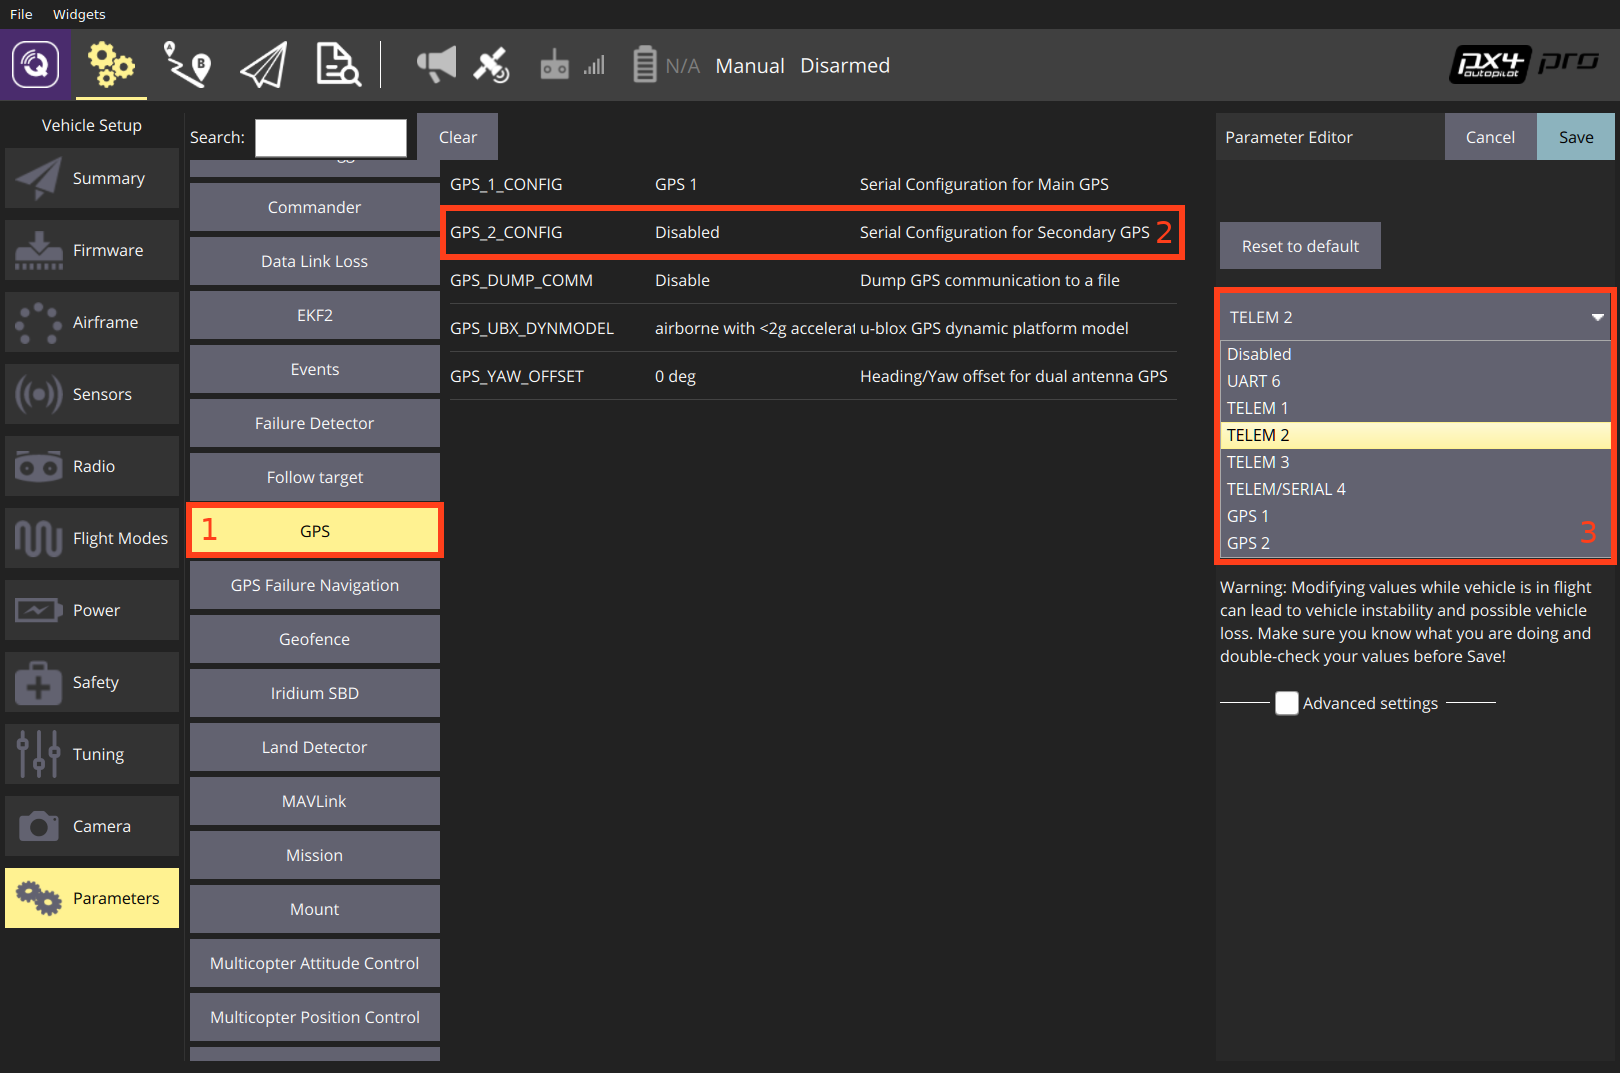 File Widgets
N/A Manual Disarmed
px4 autopilot pro
Vehicle Setup
Summary
Firmware
Airframe
Sensors
Radio
Flight Modes
Power
Safety
Tuning
Camera
Parameters
Search: Clear
Commander
Data Link Loss
EKF2
Events
Failure Detector
Follow target
1 GPS
GPS Failure Navigation
Geofence
Iridium SBD
Land Detector
MAVLink
Mission
Mount
Multicopter Attitude Control
Multicopter Position Control
GPS_1_CONFIG GPS 1 Serial Configuration for Main GPS
GPS_2_CONFIG Disabled Serial Configuration for Secondary GPS 2
GPS_DUMP_COMM Disable Dump GPS communication to a file
GPS_UBX_DYNMODEL airborne with <2g accelerat u-blox GPS dynamic platform model
GPS_YAW_OFFSET 0 deg Heading/Yaw offset for dual antenna GPS
Parameter Editor Cancel Save
Reset to default
TELEM 2
Disabled
UART 6
TELEM 1
TELEM 2
TELEM 3
TELEM/SERIAL 4
GPS 1
GPS 2
3
Warning: Modifying values while vehicle is in flight
can lead to vehicle instability and possible vehicle
loss. Make sure you know what you are doing and
double-check your values before Save!
Advanced settings